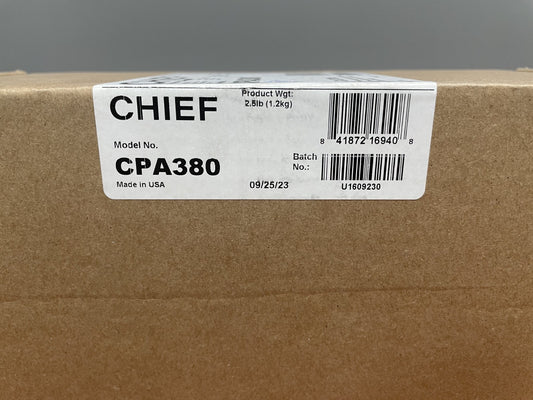 CHIEF
Product Wgt:
2.6lb (1.2kg)
8 41872 16940 8
Model No.
CPA380
Made in USA
09/25/23
Batch
No.:
U1609230